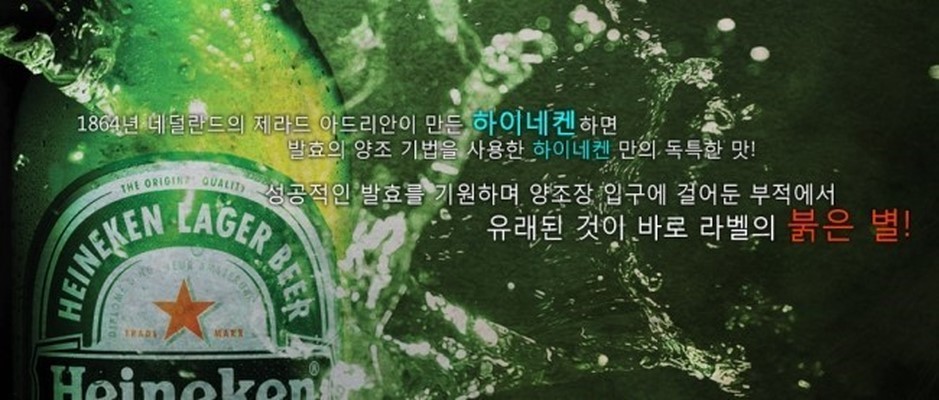 1864년 네덜란드의 제라드 아드리안이 만든 하이네켄하면
발효의 양조 기법을 사용한 하이네켄 만의 독특한 맛!
성공적인 발효를 기원하며 양조장 입구에 걸어둔 부적에서
유래된 것이 바로 라벨의 붉은 별!
THE ORIGINAL QUALITY
HEINEKEN LAGER BEER
TRADE MARK
Heineken®